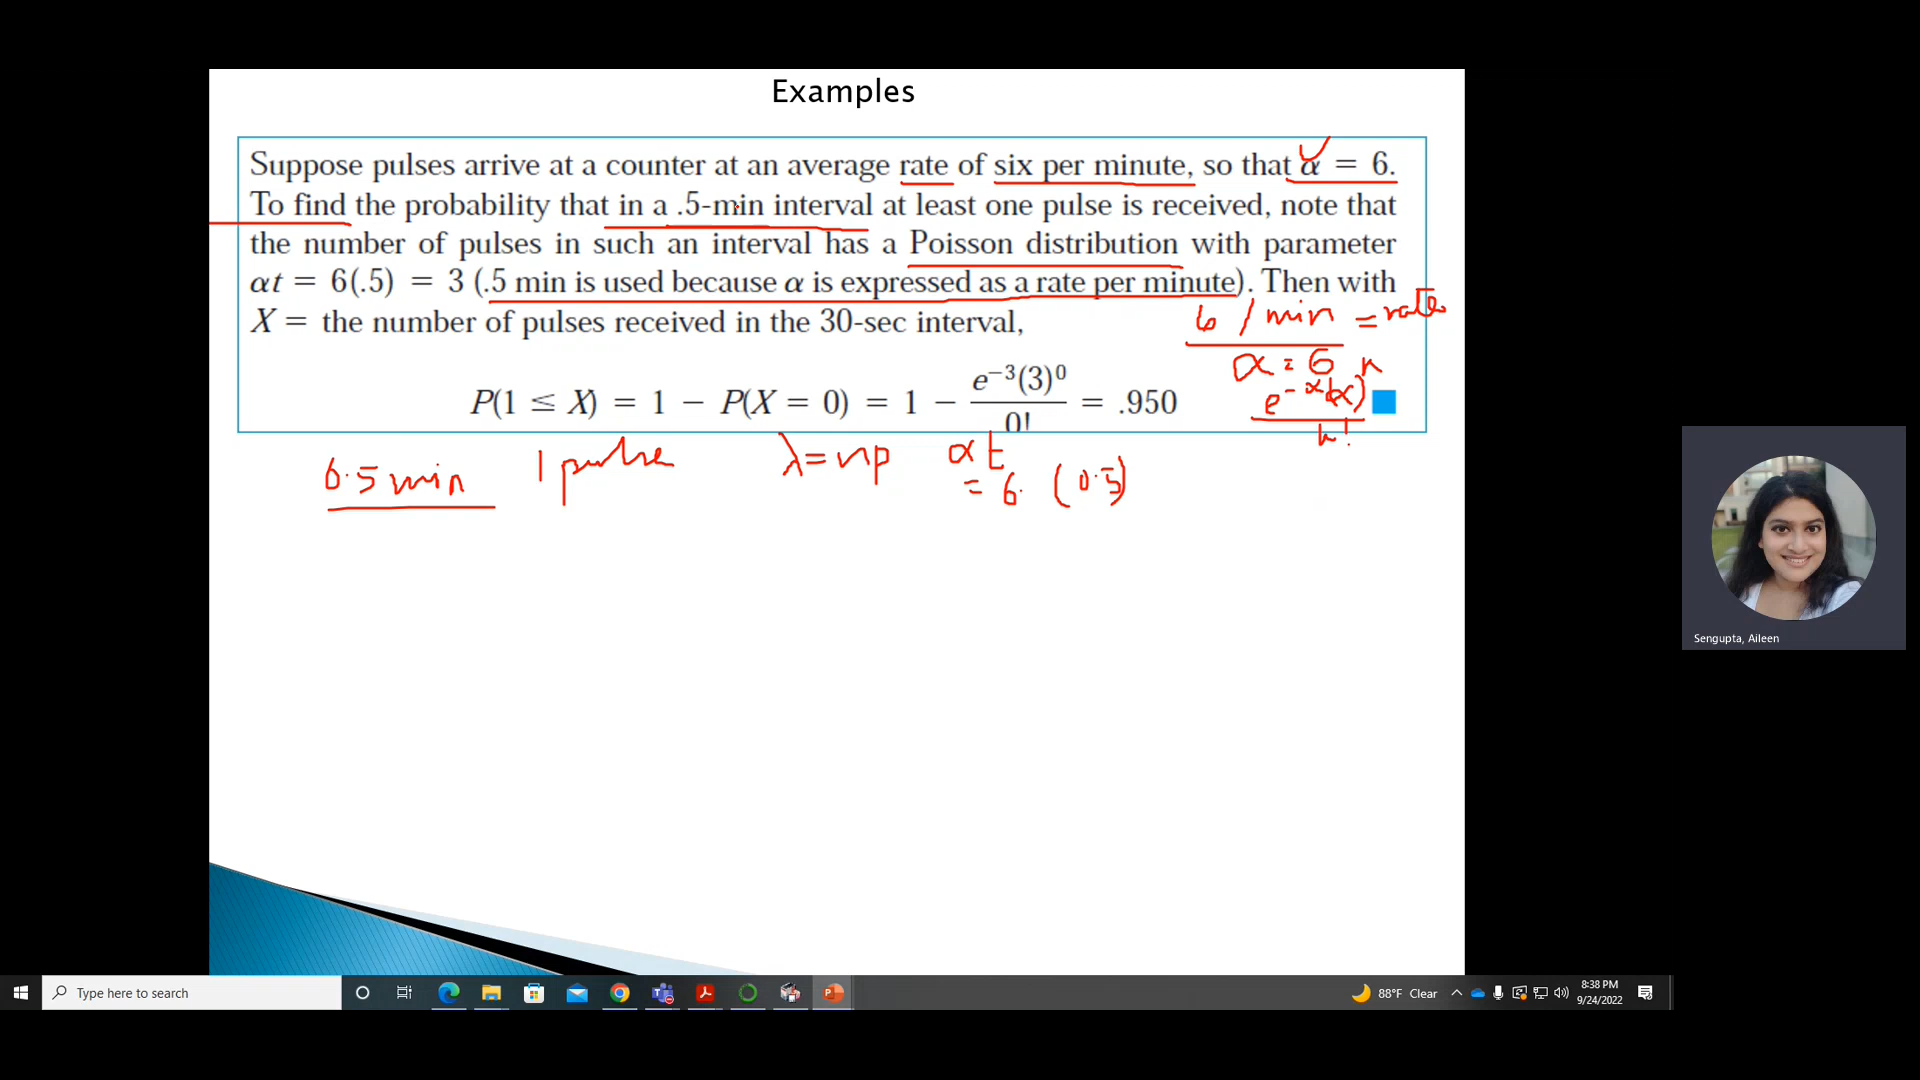 Examples
Suppose pulses arrive at a counter at an average rate of six per minute, so that α = 6.
To find the probability that in a .5-min interval at least one pulse is received, note that
the number of pulses in such an interval has a Poisson distribution with parameter
αt = 6(.5) = 3 (.5 min is used because α is expressed as a rate per minute). Then with
X = the number of pulses received in the 30-sec interval,
6 / min = rate
α = 6
P(1 ≤ X) = 1 − P(X = 0) = 1 − e⁻³(3)⁰ / 0! = .950
0.5 min 1 pulse λ = np αt
= 6. (0.5)
Sengupta, Aileen
Type here to search
88°F Clear
8:38 PM
9/24/2022